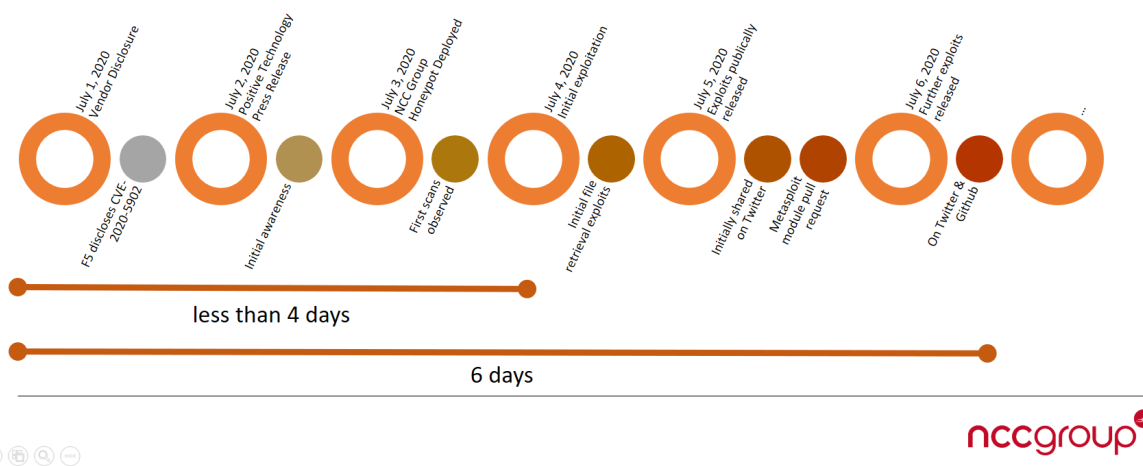 July 1, 2020
Vendor Disclosure
F5 discloses CVE-
2020-5902
July 2, 2020
Positive Technology
Press Release
Initial awareness
July 3, 2020
NCC Group
Honeypot Deployed
First scans
observed
July 4, 2020
Initial exploitation
Initial file
retrieval exploits
July 5, 2020
Exploits publically
released
Initially shared
on Twitter
Metasploit
module pull
request
July 6, 2020
Further exploits
released
On Twitter &
Github
...
less than 4 days
6 days
nccgroup